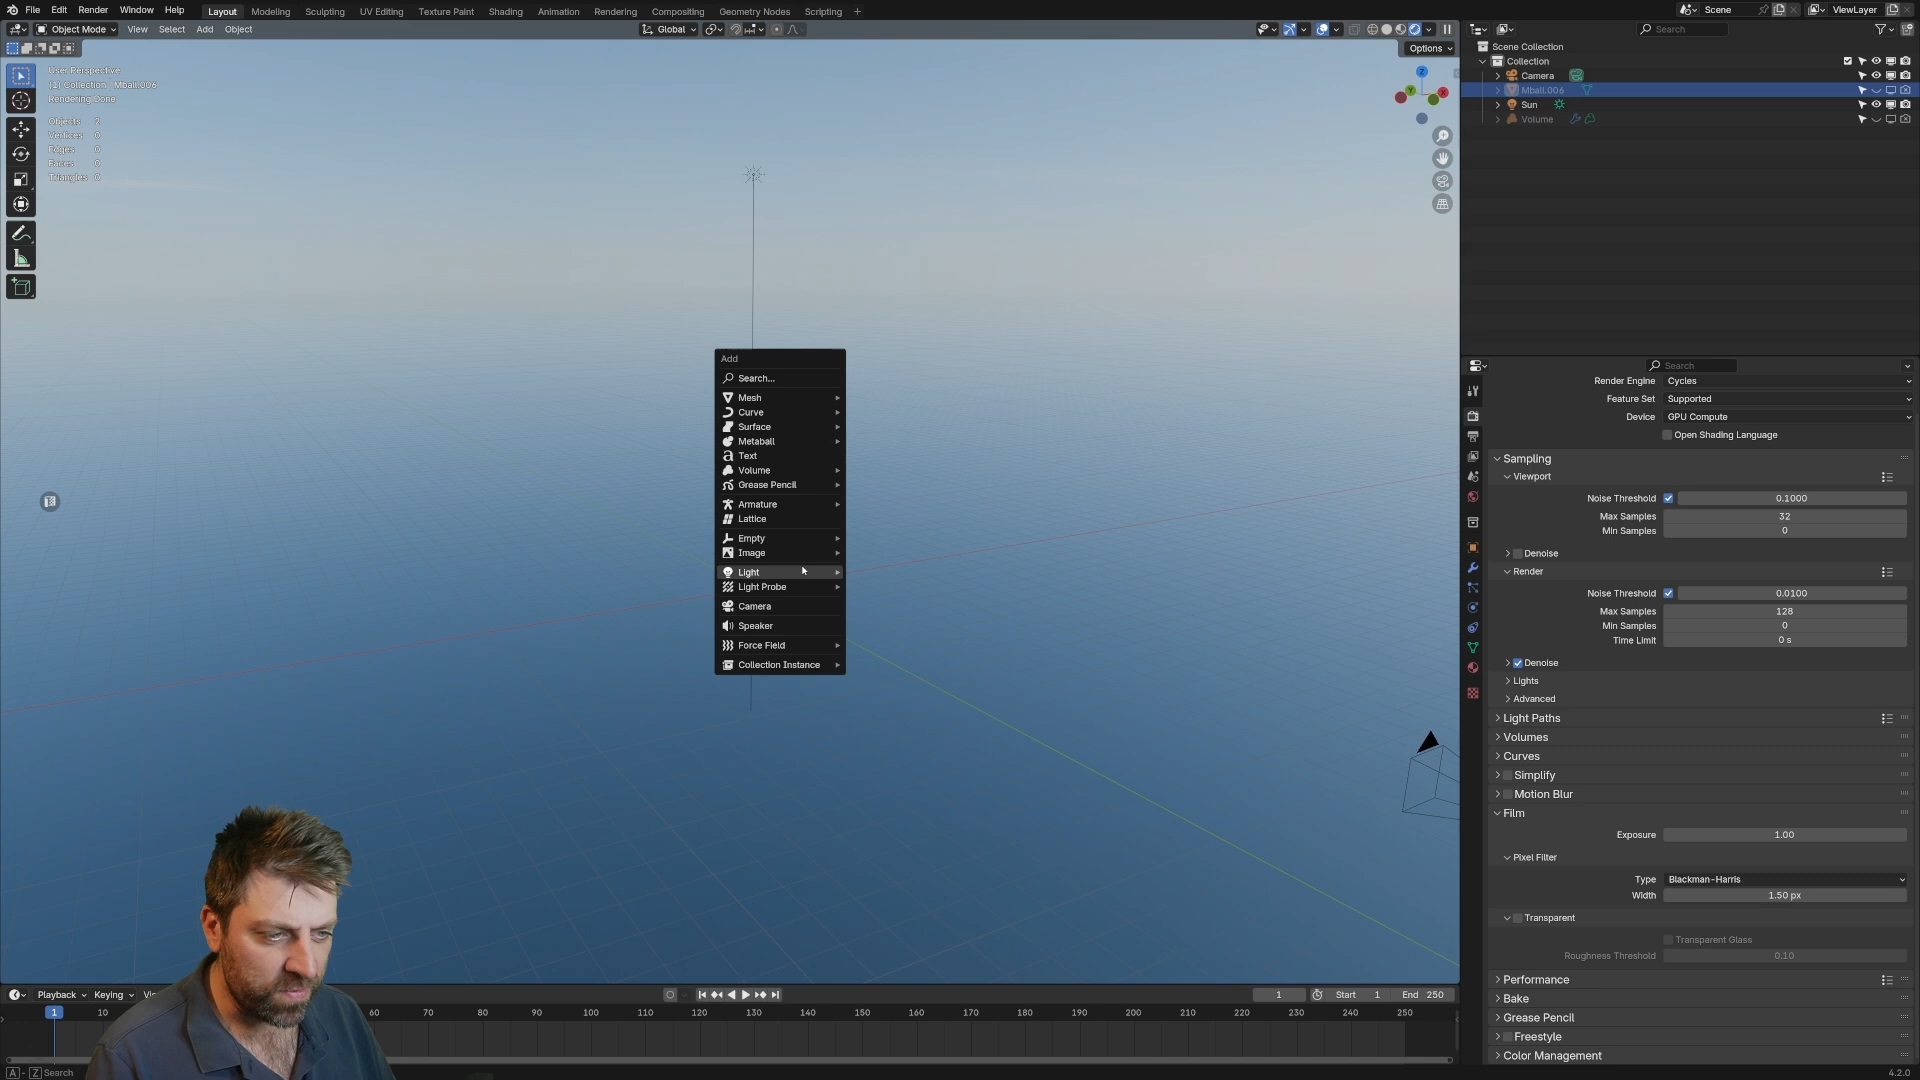 File Edit Render Window Help Layout Modeling Sculpting UV Editing Texture Paint Shading Animation Rendering Compositing Geometry Nodes Scripting + Scene ViewLayer
Object Mode View Select Add Object Global Search
Options
User Perspective
(1) Collection | Mball.006
Rendering Done
Objects 2
Vertices 0
Edges 0
Faces 0
Triangles 0
Z
Y
X
Scene Collection
Collection
Camera
Mball.006
Sun
Volume
Add
Search...
Mesh
Curve
Surface
Metaball
Text
Volume
Grease Pencil
Armature
Lattice
Empty
Image
Light
Light Probe
Camera
Speaker
Force Field
Collection Instance
Search
Render Engine Cycles
Feature Set Supported
Device GPU Compute
Open Shading Language
Sampling
Viewport
Noise Threshold 0.1000
Max Samples 32
Min Samples 0
Denoise
Render
Noise Threshold 0.0100
Max Samples 128
Min Samples 0
Time Limit 0 s
Denoise
Lights
Advanced
Light Paths
Volumes
Curves
Simplify
Motion Blur
Film
Exposure 1.00
Pixel Filter
Type Blackman-Harris
Width 1.50 px
Transparent
Transparent Glass
Roughness Threshold 0.10
Performance
Bake
Grease Pencil
Freestyle
Color Management
Playback Keying 1 Start 1 End 250
1 10 60 70 80 90 100 110 120 130 140 150 160 170 180 190 200 210 220 230 240 250
A - Z Search 4.2.0